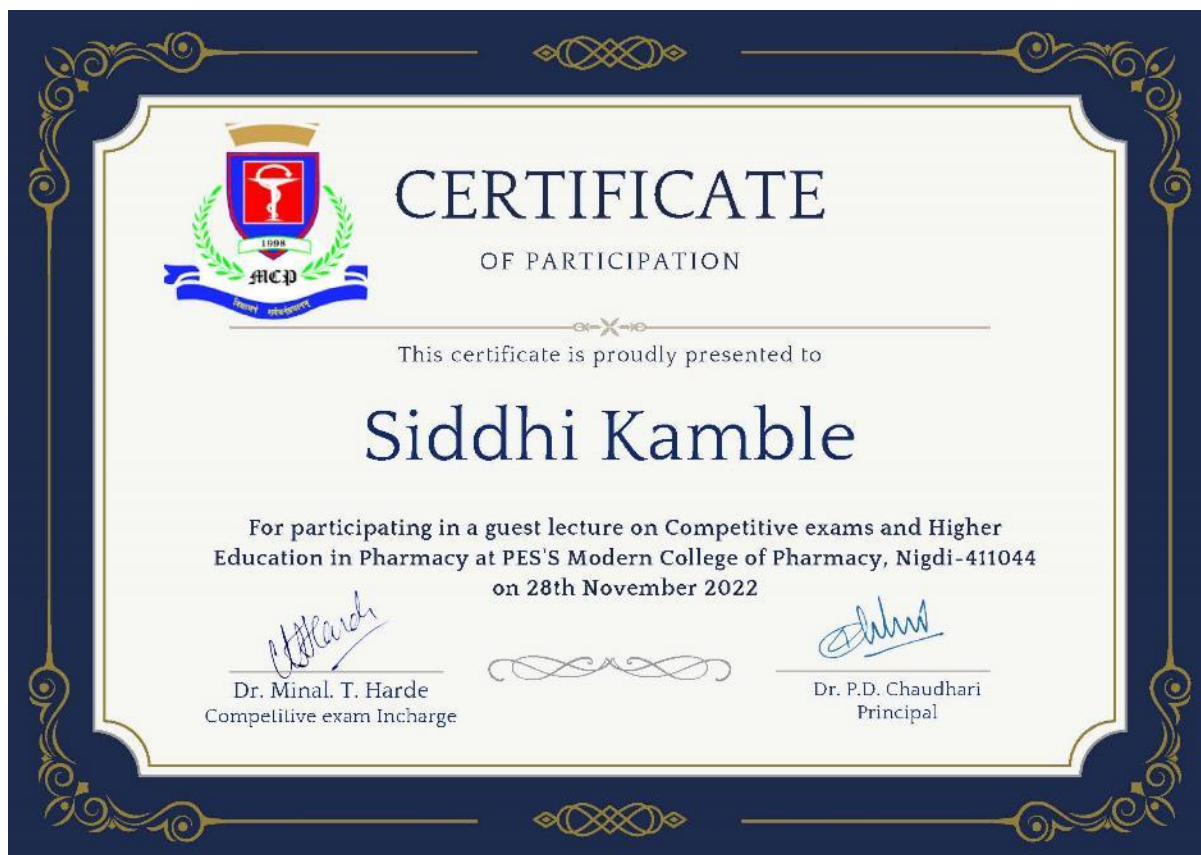 1998
MCP
CERTIFICATE
OF PARTICIPATION
This certificate is proudly presented to
Siddhi Kamble
For participating in a guest lecture on Competitive exams and Higher
Education in Pharmacy at PES'S Modern College of Pharmacy, Nigdi-411044
on 28th November 2022
Dr. Minal. T. Harde
Competitive exam Incharge
Dr. P.D. Chaudhari
Principal